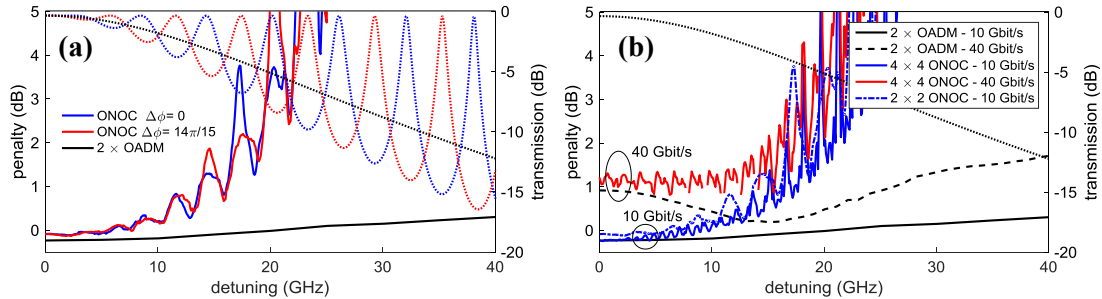 (a)
5
4
3
2
1
0
penalty (dB)
0
-5
-10
-15
-20
transmission (dB)
ONOC Δϕ= 0
ONOC Δϕ= 14π/15
2 × OADM
0
10
20
30
40
detuning (GHz)
(b)
5
4
3
2
1
0
penalty (dB)
0
-5
-10
-15
-20
transmission (dB)
2 × OADM - 10 Gbit/s
2 × OADM - 40 Gbit/s
4 × 4 ONOC - 10 Gbit/s
4 × 4 ONOC - 40 Gbit/s
2 × 2 ONOC - 10 Gbit/s
40 Gbit/s
10 Gbit/s
0
10
20
30
40
detuning (GHz)